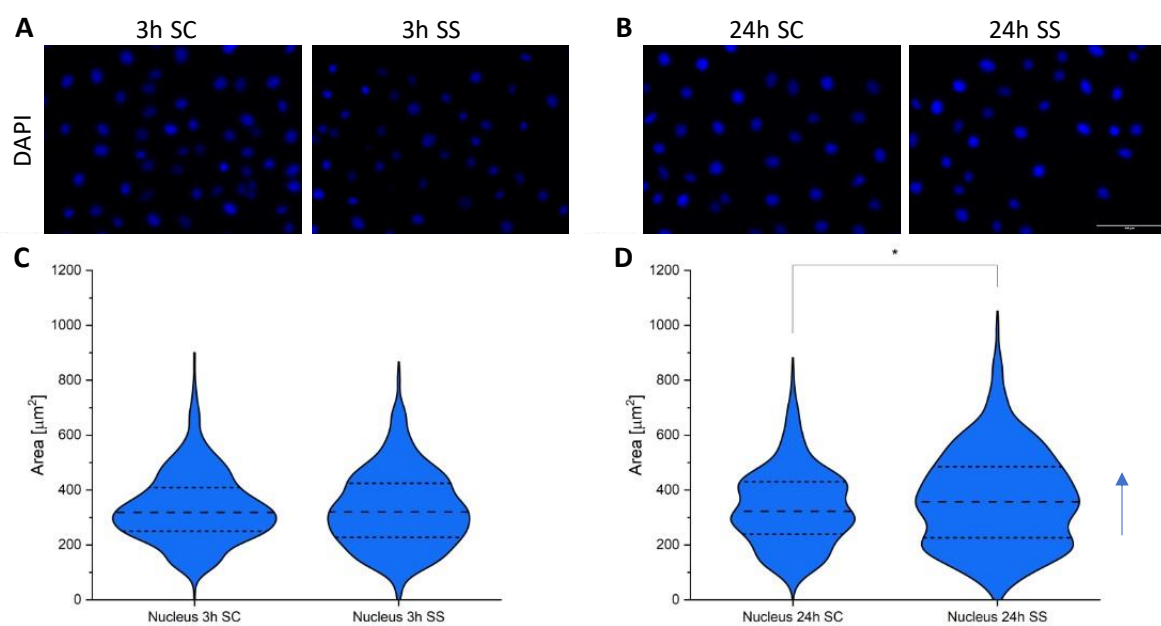 A
3h SC
3h SS
B
24h SC
24h SS
DAPI
C
1200
1000
800
600
400
200
0
Area [μm²]
Nucleus 3h SC
Nucleus 3h SS
D
*
1200
1000
800
600
400
200
0
Area [μm²]
Nucleus 24h SC
Nucleus 24h SS